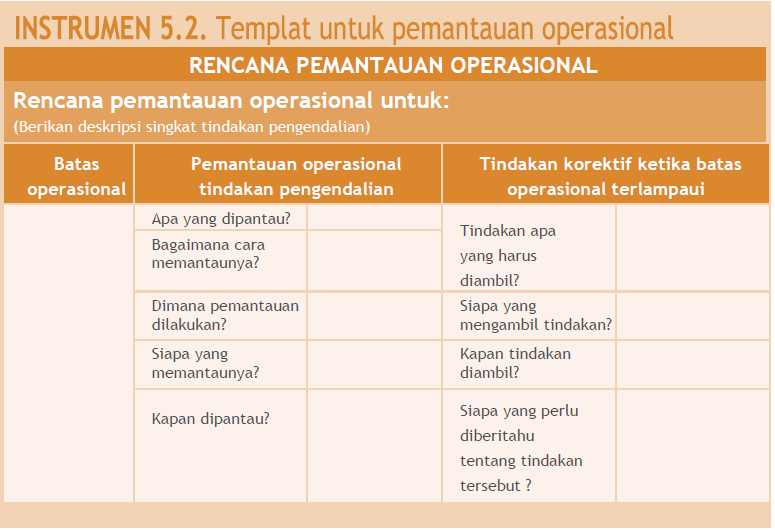 INSTRUMEN 5.2. Templat untuk pemantauan operasional
RENCANA PEMANTAUAN OPERASIONAL
Rencana pemantauan operasional untuk:
(Berikan deskripsi singkat tindakan pengendalian)
Batas
operasional
Pemantauan operasional
tindakan pengendalian
Tindakan korektif ketika batas
operasional terlampaui
Apa yang dipantau?
Bagaimana cara
memantaunya?
Tindakan apa
yang harus
diambil?
Dimana pemantauan
dilakukan?
Siapa yang
mengambil tindakan?
Siapa yang
memantaunya?
Kapan tindakan
diambil?
Kapan dipantau?
Siapa yang perlu
diberitahu
tentang tindakan
tersebut ?